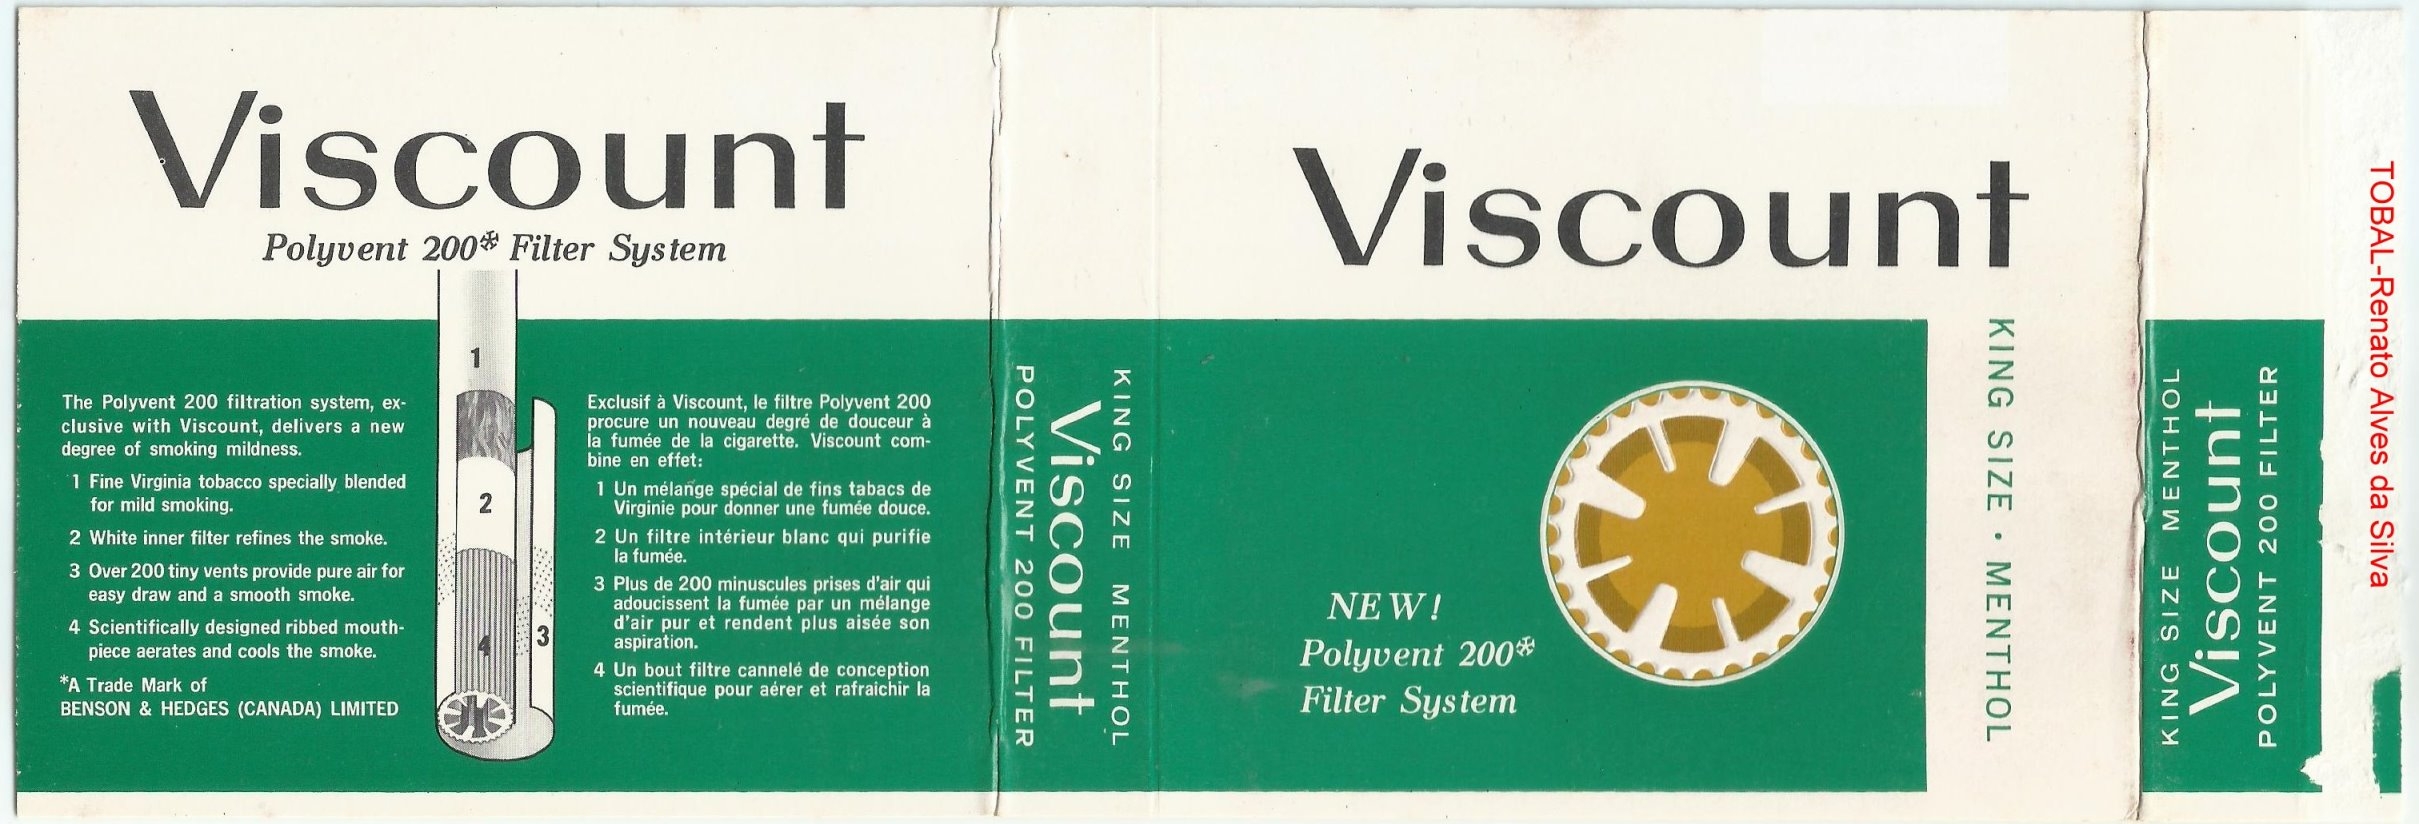 Viscount
Polyvent 200* Filter System
1
2
3
4
The Polyvent 200 filtration system, ex-
clusive with Viscount, delivers a new
degree of smoking mildness.
1 Fine Virginia tobacco specially blended
for mild smoking.
2 White inner filter refines the smoke.
3 Over 200 tiny vents provide pure air for
easy draw and a smooth smoke.
4 Scientifically designed ribbed mouth-
piece aerates and cools the smoke.
*A Trade Mark of
BENSON & HEDGES (CANADA) LIMITED
Exclusif à Viscount, le filtre Polyvent 200
procure un nouveau degré de douceur à
la fumée de la cigarette. Viscount com-
bine en effet:
1 Un mélange spécial de fins tabacs de
Virginie pour donner une fumée douce.
2 Un filtre intérieur blanc qui purifie
la fumée.
3 Plus de 200 minuscules prises d'air qui
adoucissent la fumée par un mélange
d'air pur et rendent plus aisée son
aspiration.
4 Un bout filtre cannelé de conception
scientifique pour aérer et rafraichir la
fumée.
KING SIZE MENTHOL
Viscount
POLYVENT 200 FILTER
Viscount
KING SIZE • MENTHOL
NEW!
Polyvent 200*
Filter System
KING SIZE MENTHOL
Viscount
POLYVENT 200 FILTER
TOBAL-Renato Alves da Silva